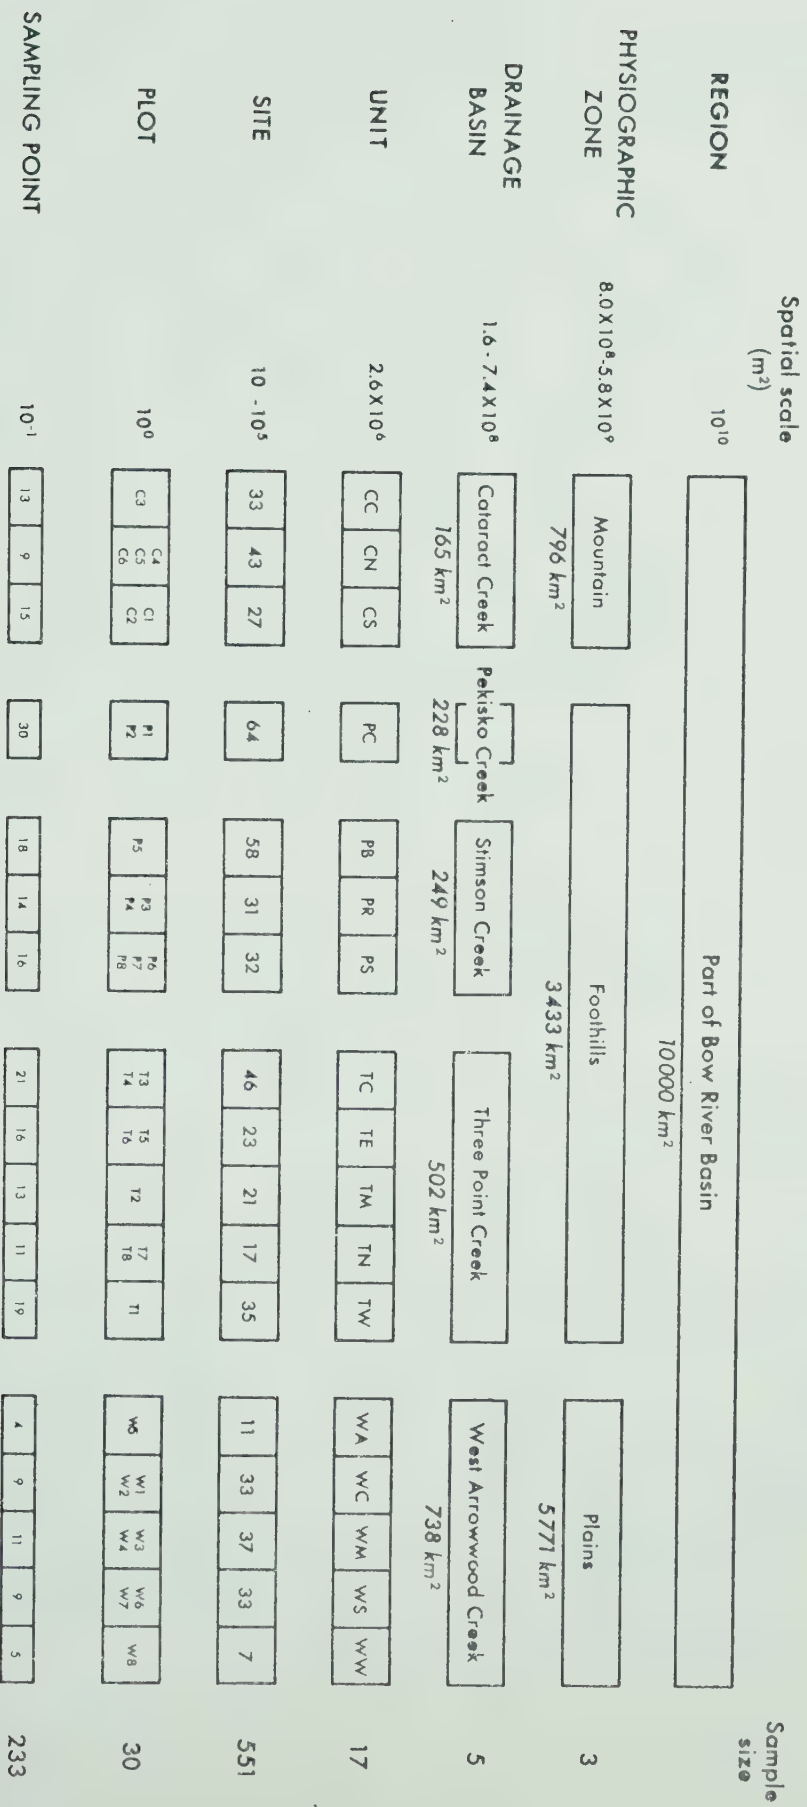 Spatial scale
(m²)
Sample
size
REGION
10¹⁰
Part of Bow River Basin
10000 km²
PHYSIOGRAPHIC
ZONE
8.0X10⁸-5.8X10⁹
Mountain
796 km²
Foothills
3433 km²
Plains
5771 km²
3
DRAINAGE
BASIN
1.6 - 7.4X10⁸
Cataract Creek
165 km²
Pekisko Creek
228 km²
Stimson Creek
249 km²
Three Point Creek
502 km²
West Arrowwood Creek
738 km²
5
UNIT
2.6X10⁶
CC CN CS PC PB PR PS TC TE TM TN TW WA WC WM WS WW
17
SITE
10 -10⁵
33 43 27 64 58 31 32 46 23 21 17 35 11 33 37 33 7
551
PLOT
10⁰
C3
C4
C5
C6
C1
C2
P1
P2
P5
P3
P4
P6
P7
P8
T3
T4
T5
T6
T2
T7
T8
T1
W5
W1
W2
W3
W4
W6
W7
W8
30
SAMPLING POINT
10⁻¹
13 9 15 30 18 14 16 21 16 13 11 19 4 9 11 9 5
233